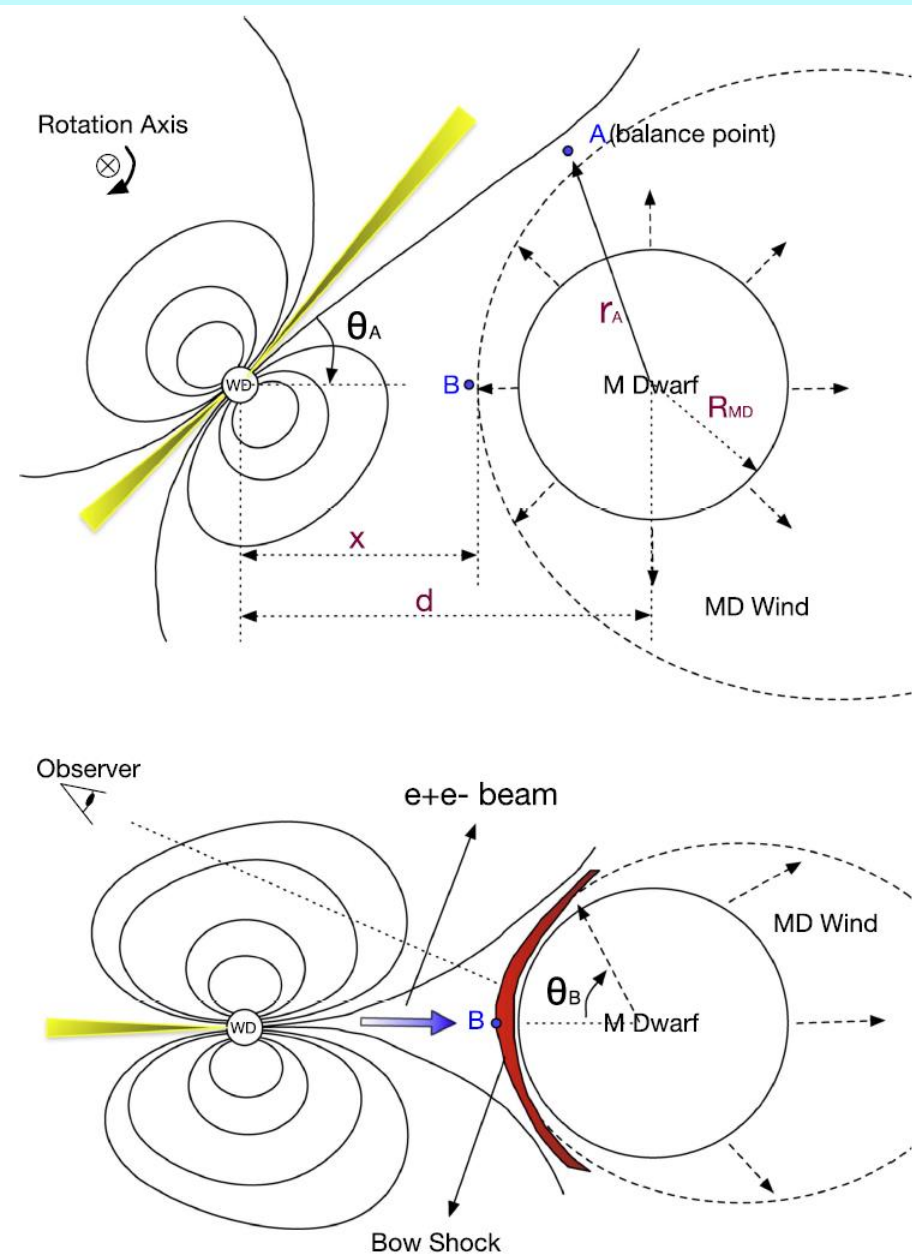 Rotation Axis
A (balance point)
θA
rA
WD
B
M Dwarf
RMD
x
d
MD Wind
Observer
e+e- beam
MD Wind
θB
WD
B
M Dwarf
Bow Shock